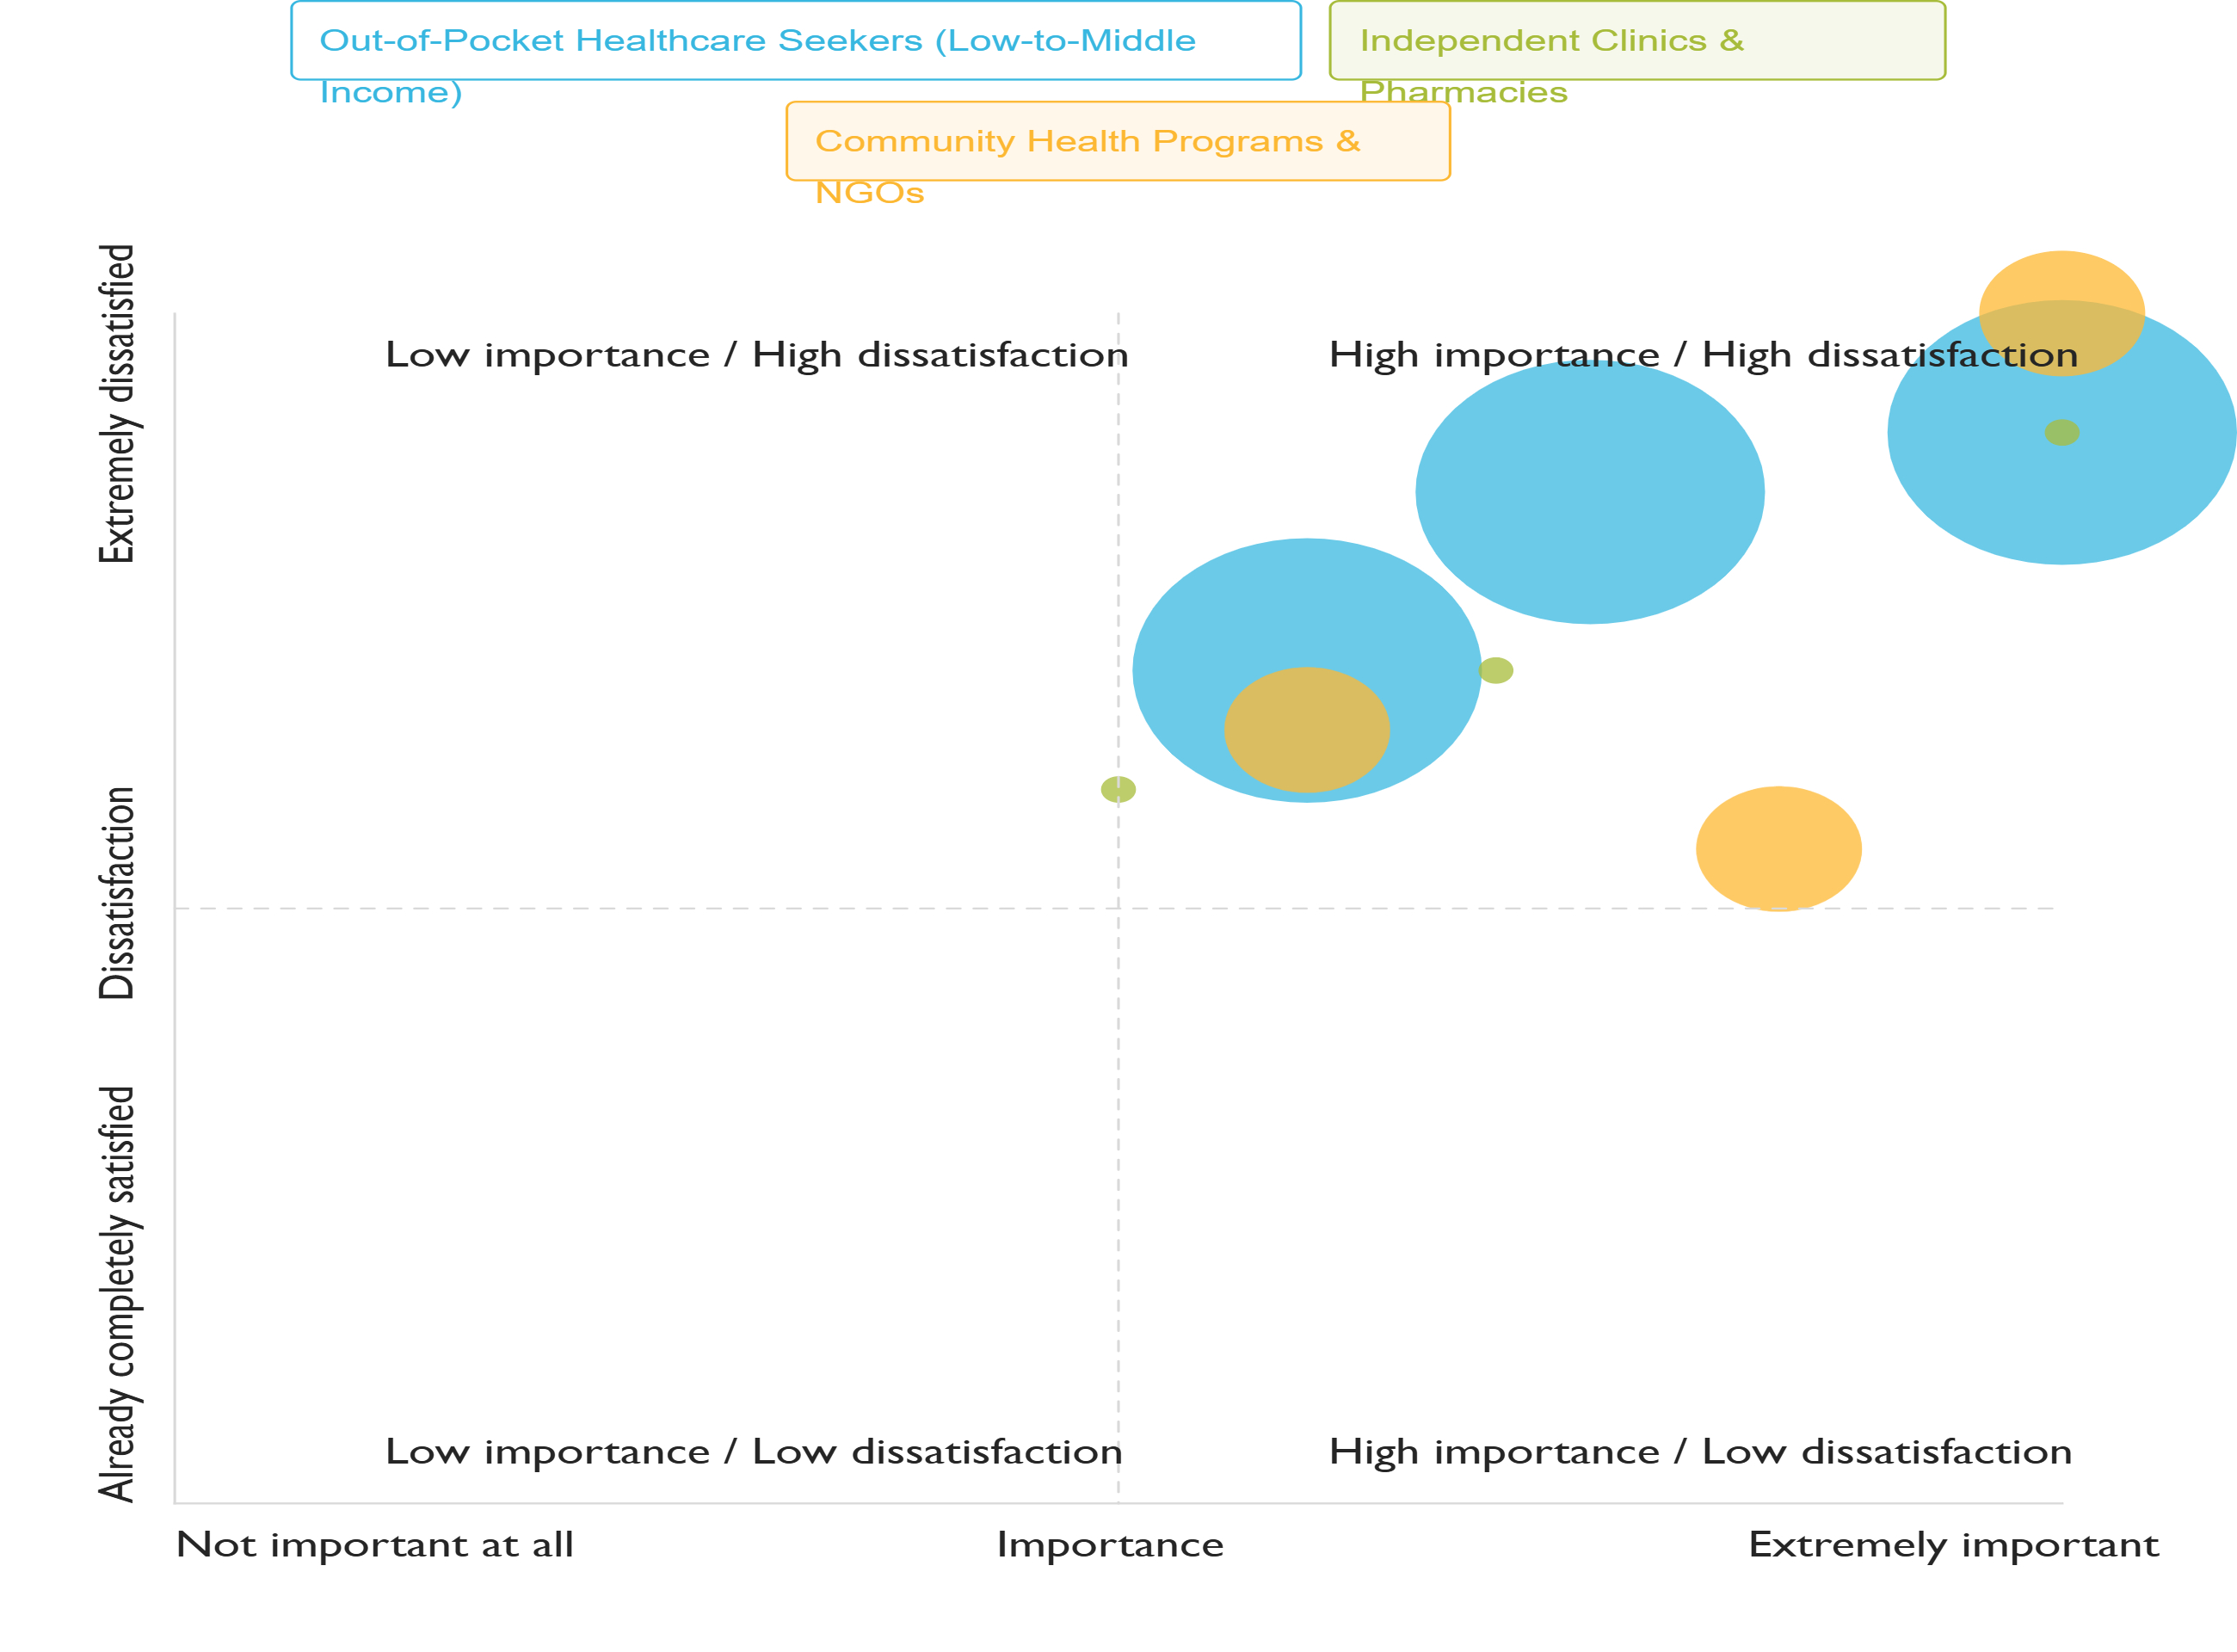 Out-of-Pocket Healthcare Seekers (Low-to-Middle
Income)
Independent Clinics &
Pharmacies
Community Health Programs &
NGOs
Extremely dissatisfied
Low importance / High dissatisfaction
High importance / High dissatisfaction
Dissatisfaction
Already completely satisfied
Low importance / Low dissatisfaction
High importance / Low dissatisfaction
Not important at all
Importance
Extremely important